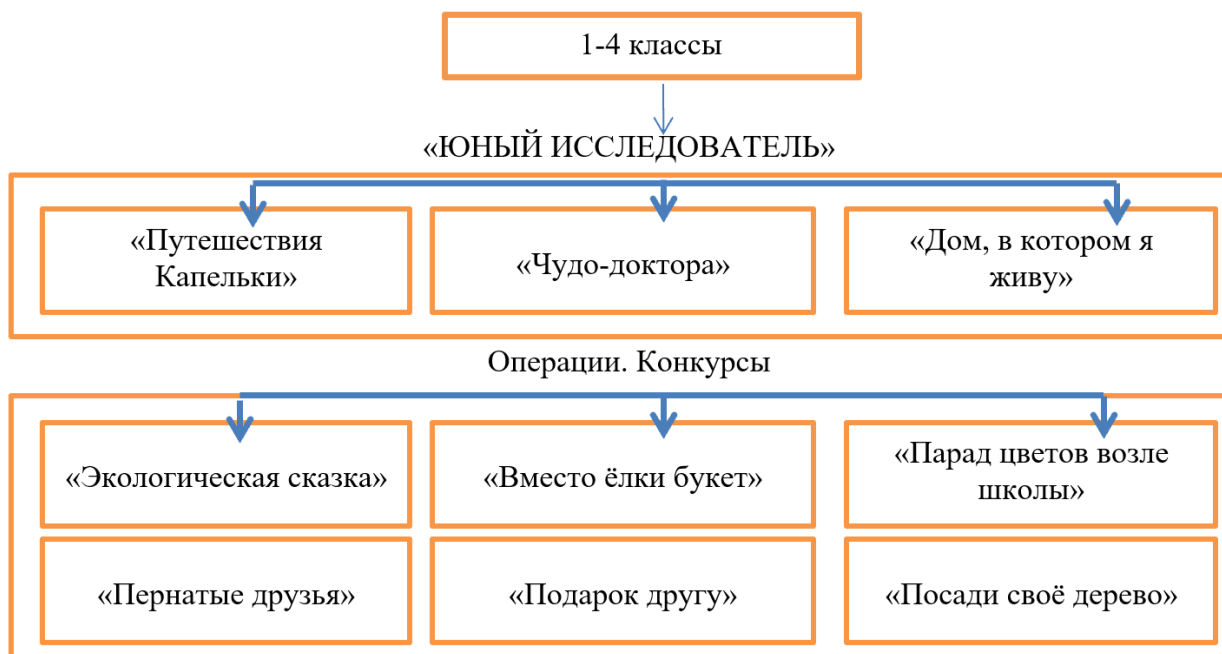 1-4 классы
«ЮНЫЙ ИССЛЕДОВАТЕЛЬ»
«Путешествия
Капельки»
«Чудо-доктора»
«Дом, в котором я
живу»
Операции. Конкурсы
«Экологическая сказка»
«Вместо ёлки букет»
«Парад цветов возле
школы»
«Пернатые друзья»
«Подарок другу»
«Посади своё дерево»